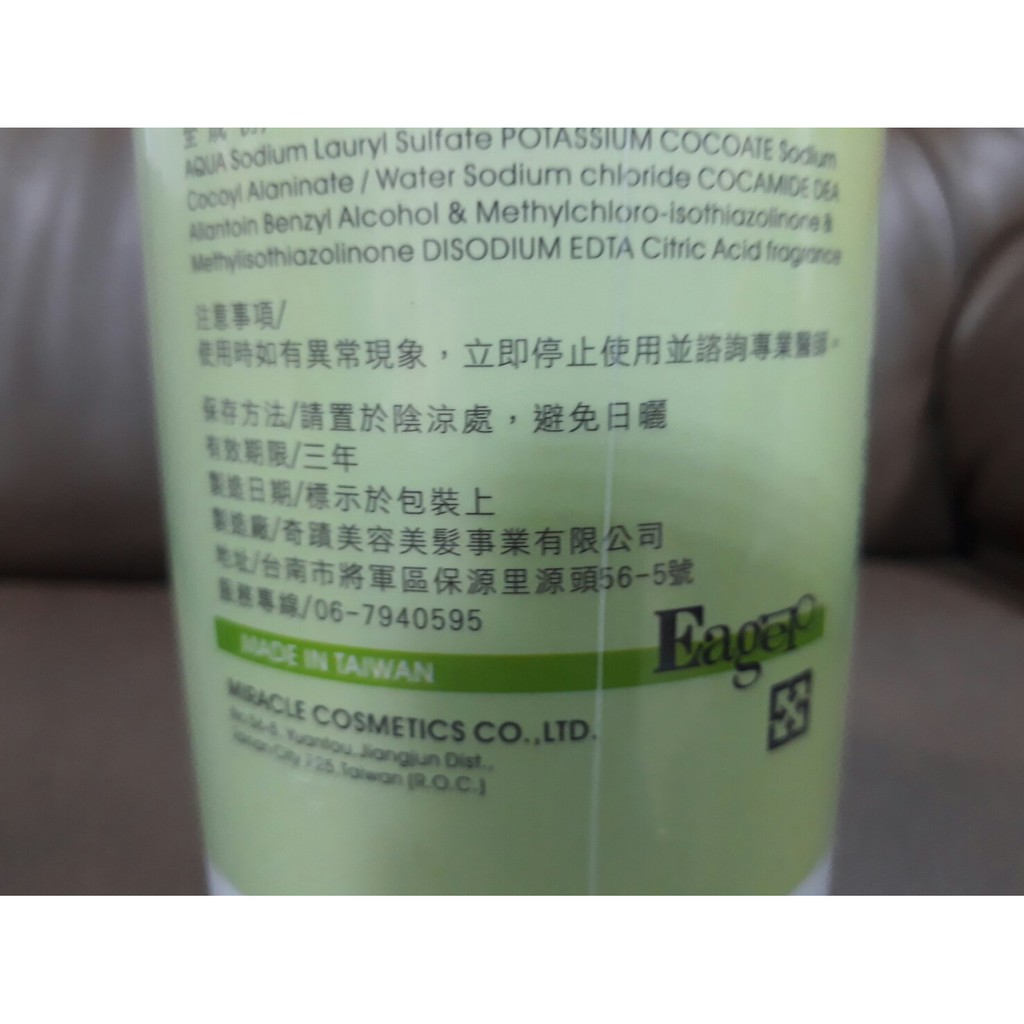 全成份
AQUA Sodium Lauryl Sulfate POTASSIUM COCOATE Sodium
Cocoyl Alaninate / Water Sodium chloride COCAMIDE DEA
Allantoin Benzyl Alcohol & Methylchloro-isothiazolinone &
Methylisothiazolinone DISODIUM EDTA Citric Acid fragrance
注意事項/
使用時如有異常現象，立即停止使用並諮詢專業醫師。
保存方法/請置於陰涼處，避免日曬
有效期限/三年
製造日期/標示於包裝上
製造廠/奇蹟美容美髮事業有限公司
地址/台南市將軍區保源里源頭56-5號
服務專線/06-7940595
MADE IN TAIWAN
Eagelo
MIRACLE COSMETICS CO.,LTD.
Yuantou, Jiangjun Dist.,
Tainan City 725, Taiwan (R.O.C.)